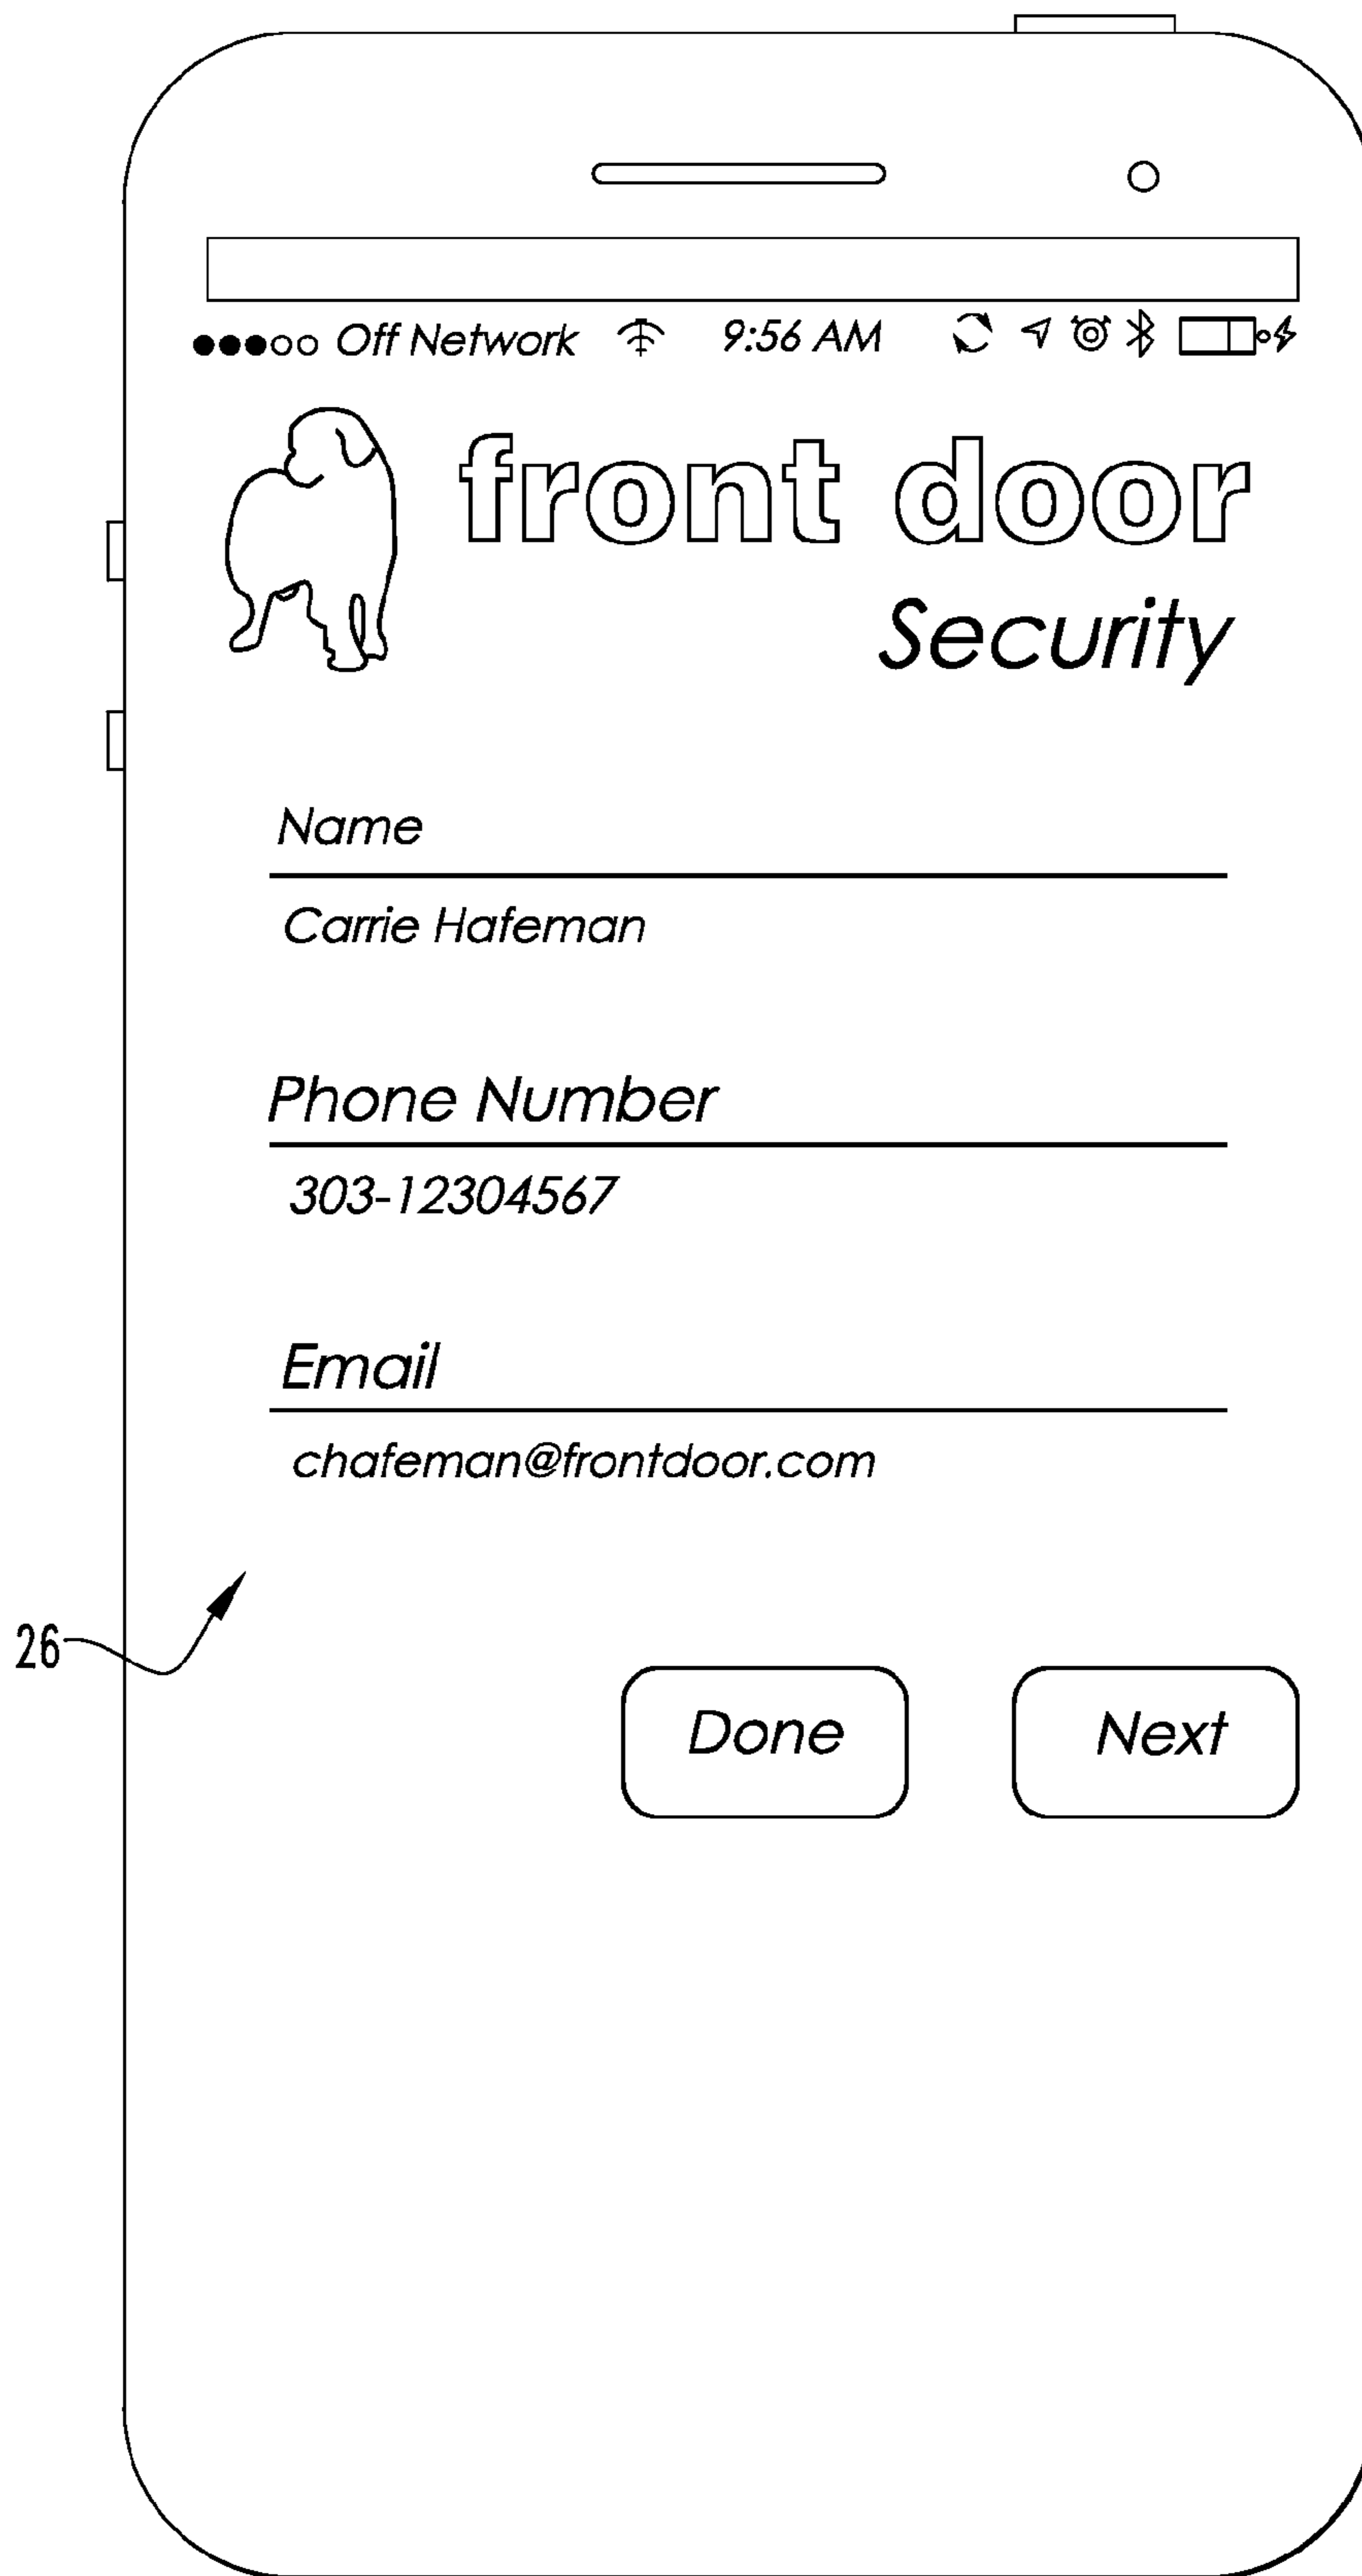 Off Network 9:56 AM
front door
Security
Name
Carrie Hafeman
Phone Number
303-12304567
Email
chafeman@frontdoor.com
26
Done Next